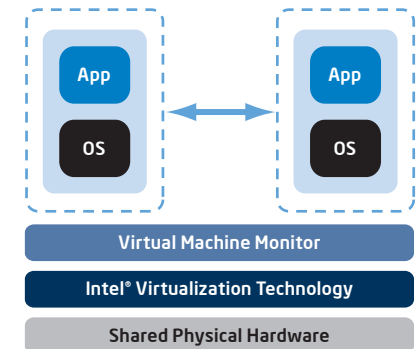 App
App
OS
OS
Virtual Machine Monitor
Intel® Virtualization Technology
Shared Physical Hardware